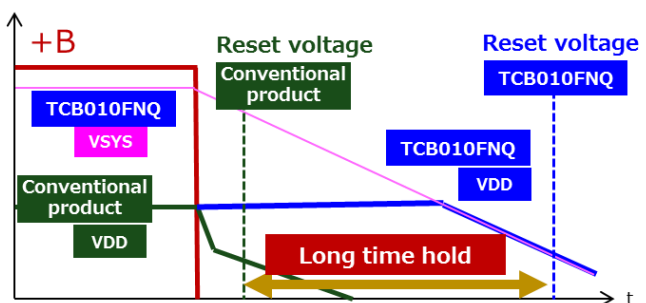 +B
Reset voltage
Conventional
product
Reset voltage
TCB010FNQ
TCB010FNQ
VSYS
TCB010FNQ
VDD
Conventional
product
VDD
Long time hold
t